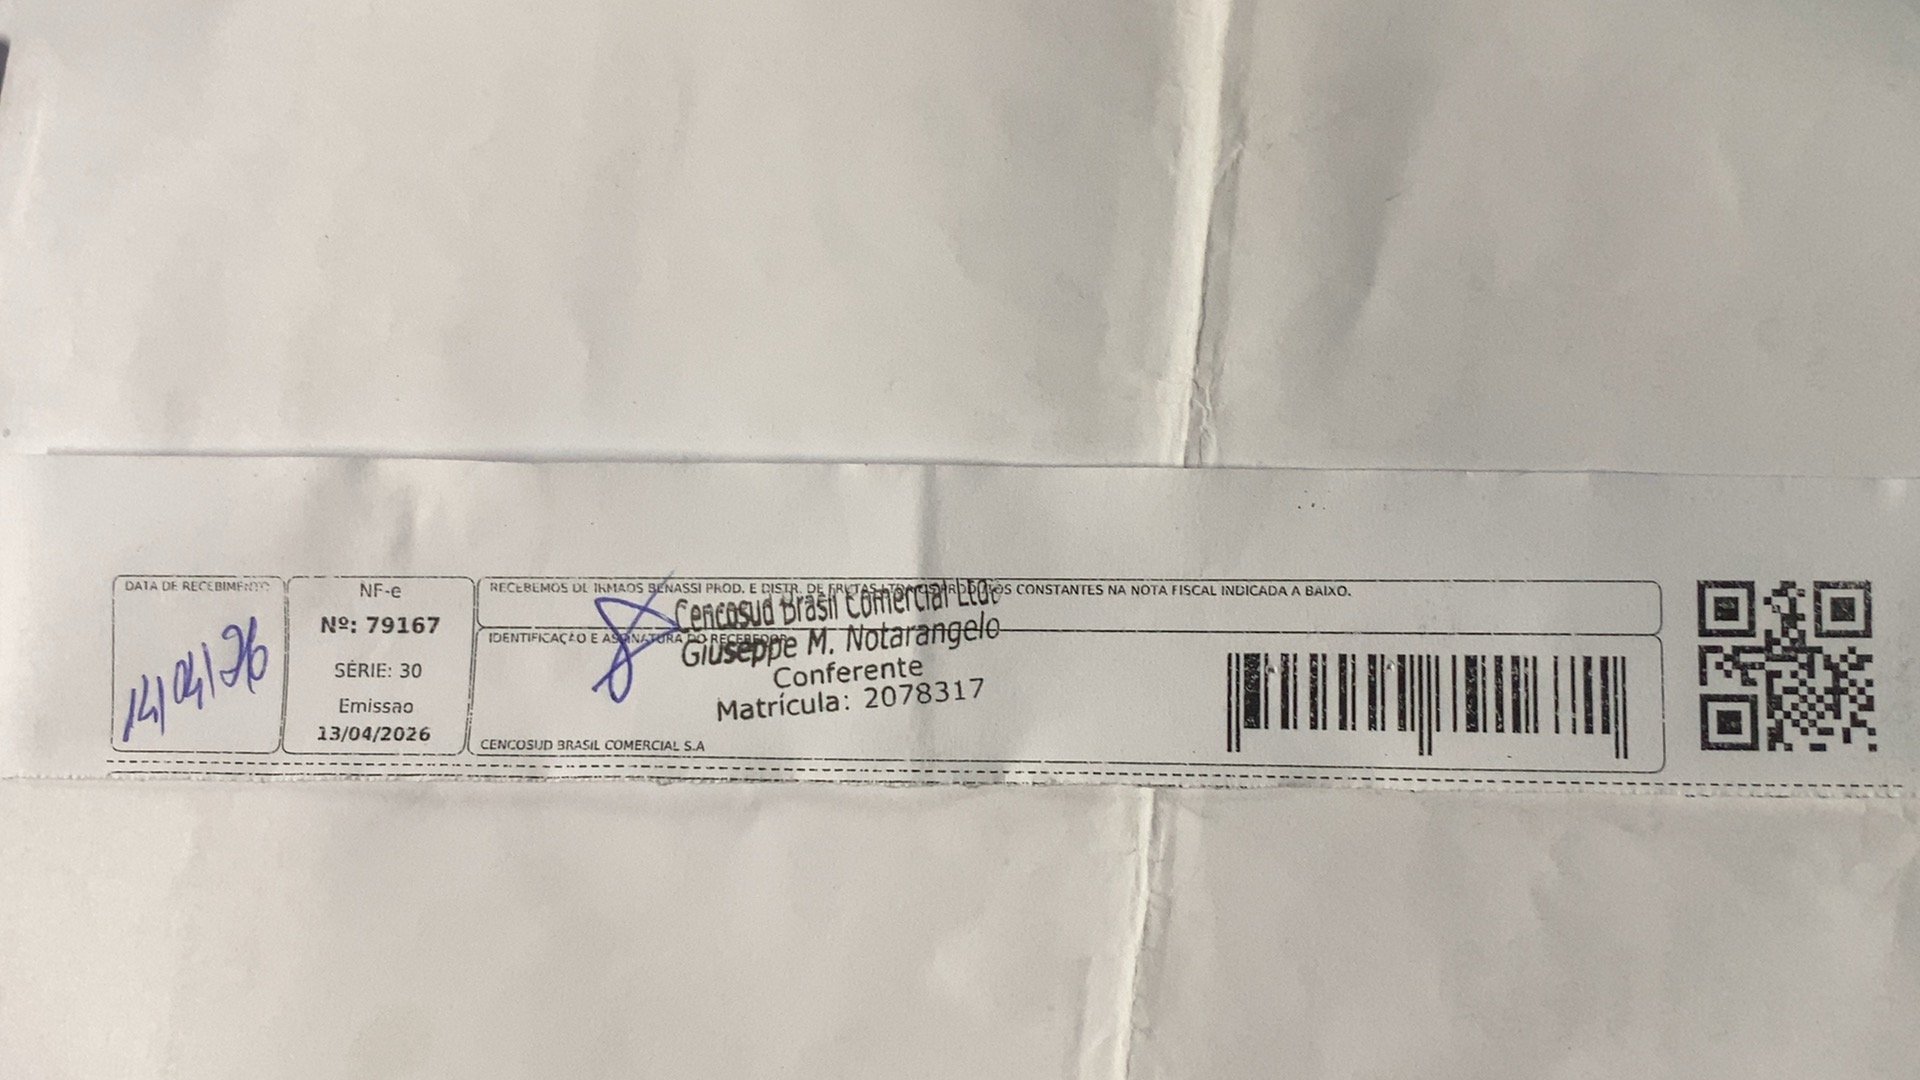 DATA DE RECEBIMENTO
14/04/26
NF-e
Nº: 79167
SÉRIE: 30
Emissao
13/04/2026
RECEBEMOS DE IRMAOS BENASSI PROD. E DISTR. DE FRUTAS LTDA OS PRODUTOS CONSTANTES NA NOTA FISCAL INDICADA A BAIXO.
IDENTIFICAÇÃO E ASSINATURA DO RECEBEDOR
Cencosud Brasil Comercial Ltda
Giuseppe M. Notarangelo
Conferente
Matrícula: 2078317
CENCOSUD BRASIL COMERCIAL S.A